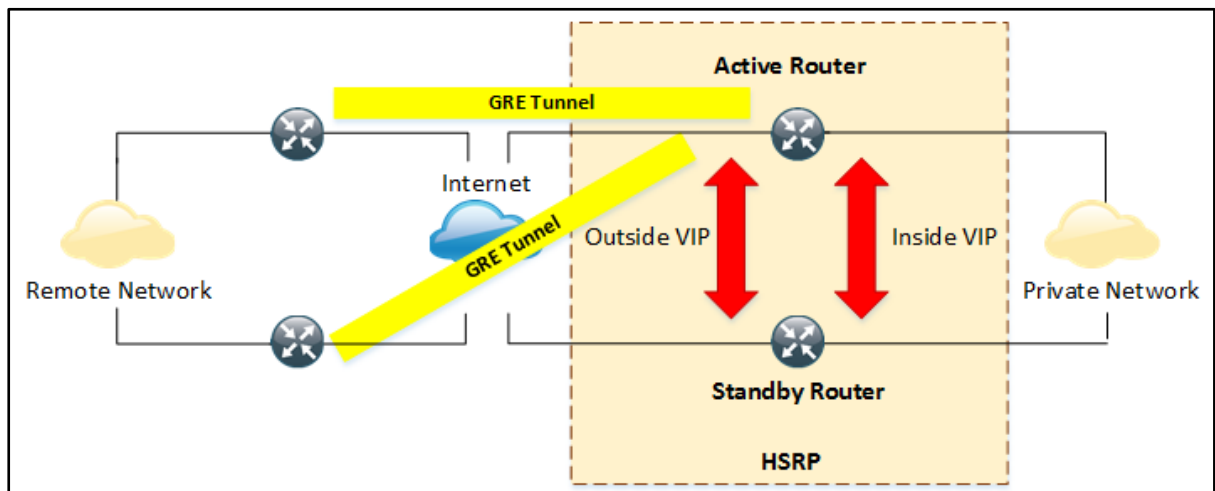 Active Router
GRE Tunnel
Internet
GRE Tunnel
Outside VIP
Inside VIP
Remote Network
Private Network
Standby Router
HSRP